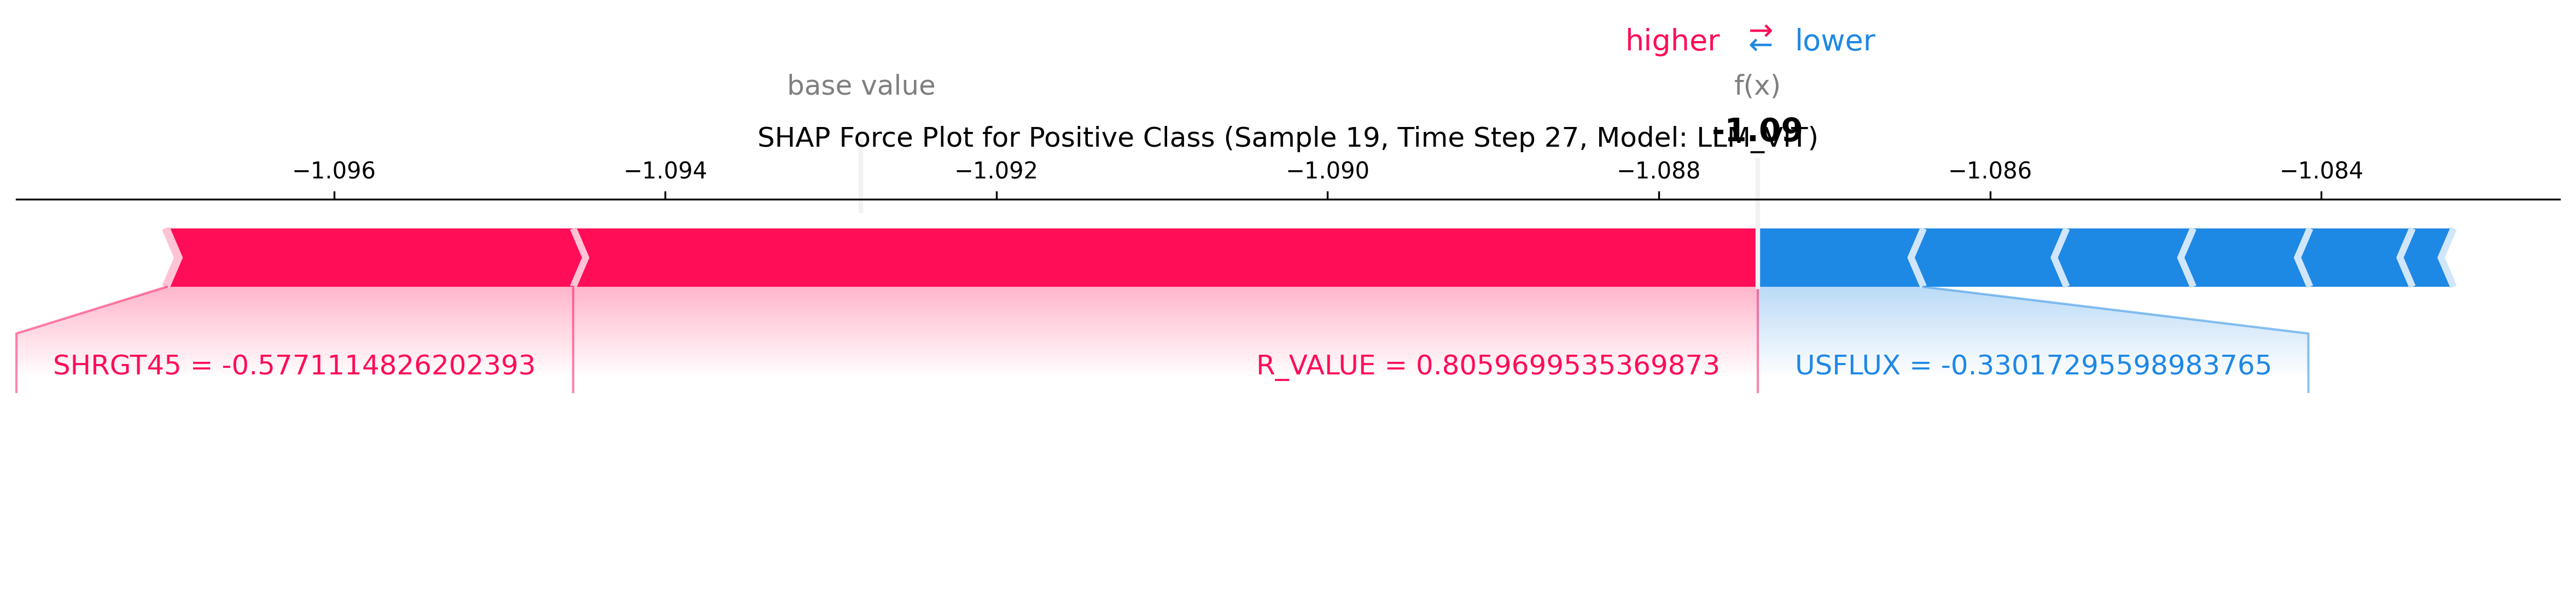 higher ⇄ lower
base value f(x)
-1.09
SHAP Force Plot for Positive Class (Sample 19, Time Step 27, Model: LLM_ViT)
−1.096 −1.094 −1.092 −1.090 −1.088 −1.086 −1.084
SHRGT45 = -0.5771114826202393 R_VALUE = 0.8059699535369873 USFLUX = -0.33017295598983765